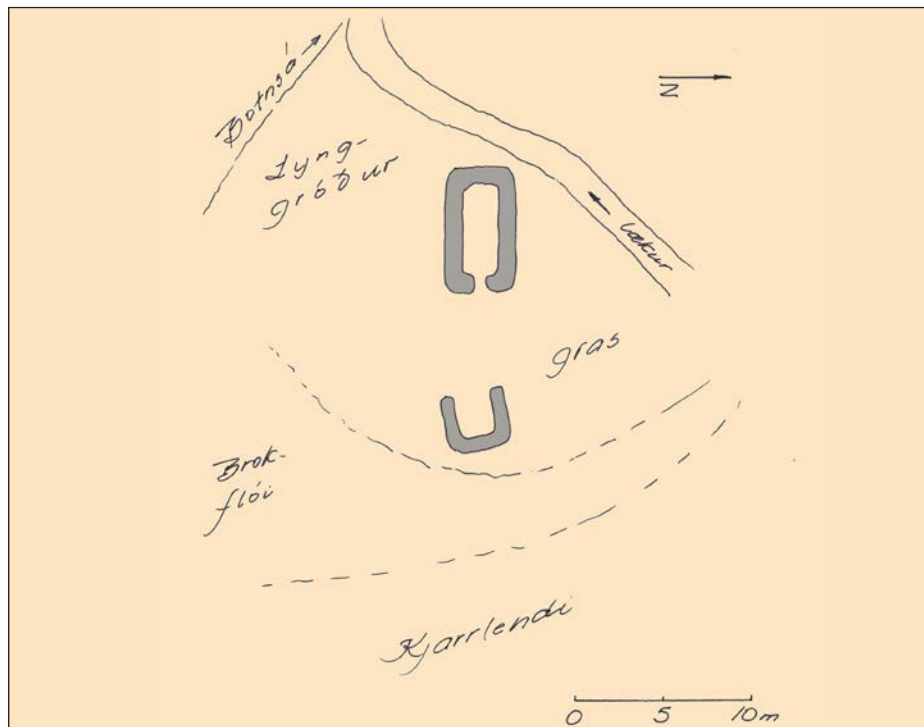 Botnsá
N
Lyng-
gróður
lækur
gras
Brok-
flói
Kjarrlendi
0 5 10m